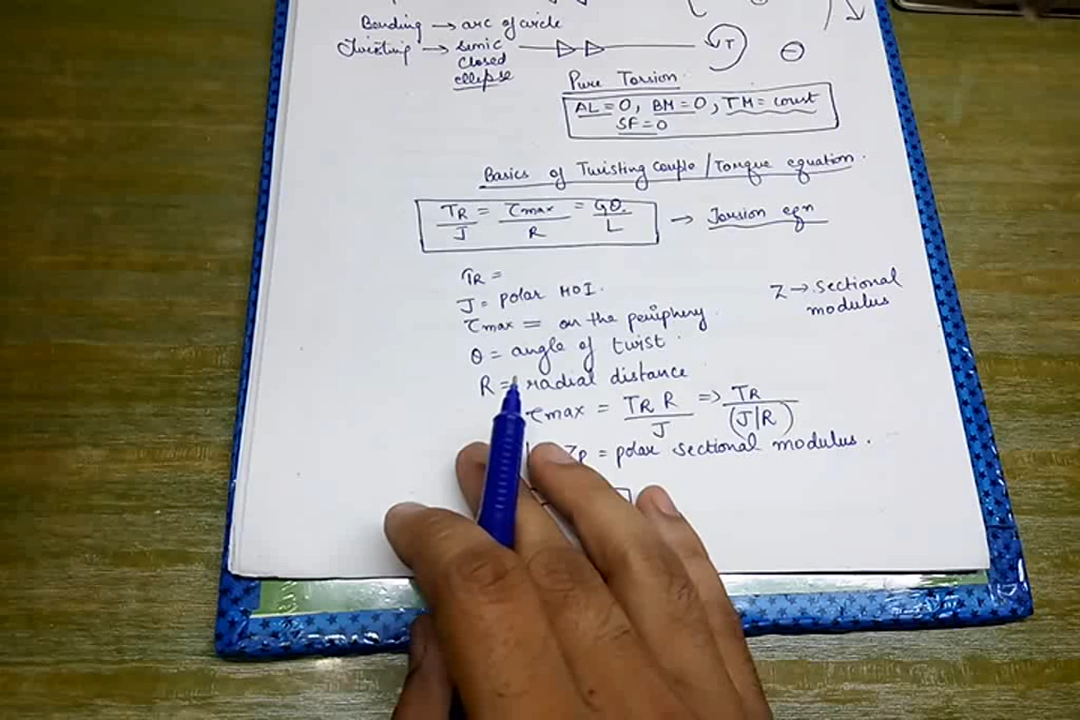 Bending → arc of circle
Twisting → semic
closed
ellipse
T
⊖
Pure Torsion
AL = 0, BM = 0, TM = const
SF = 0
Basics of Twisting Couple / Torque equation.
TR/J = τmax/R = Gθ/L → Torsion eqn
TR =
J = polar MOI.
Z → sectional
modulus
τmax = on the periphery.
θ = angle of twist.
R = radial distance
τmax = TR R/J => TR/(J/R)
Zp = polar sectional modulus.